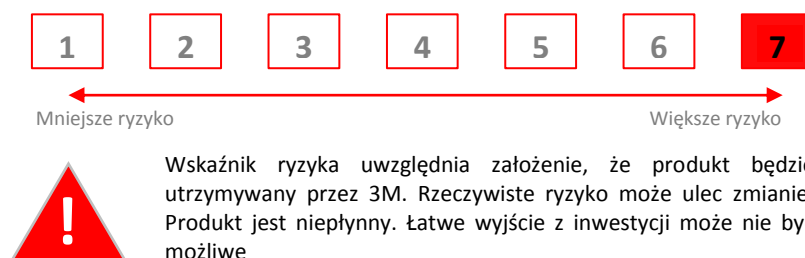 1 2 3 4 5 6 7
Mniejsze ryzyko Większe ryzyko
Wskaźnik ryzyka uwzględnia założenie, że produkt będzie
utrzymywany przez 3M. Rzeczywiste ryzyko może ulec zmianie
Produkt jest niepłynny. Łatwe wyjście z inwestycji może nie by
możliwe
!